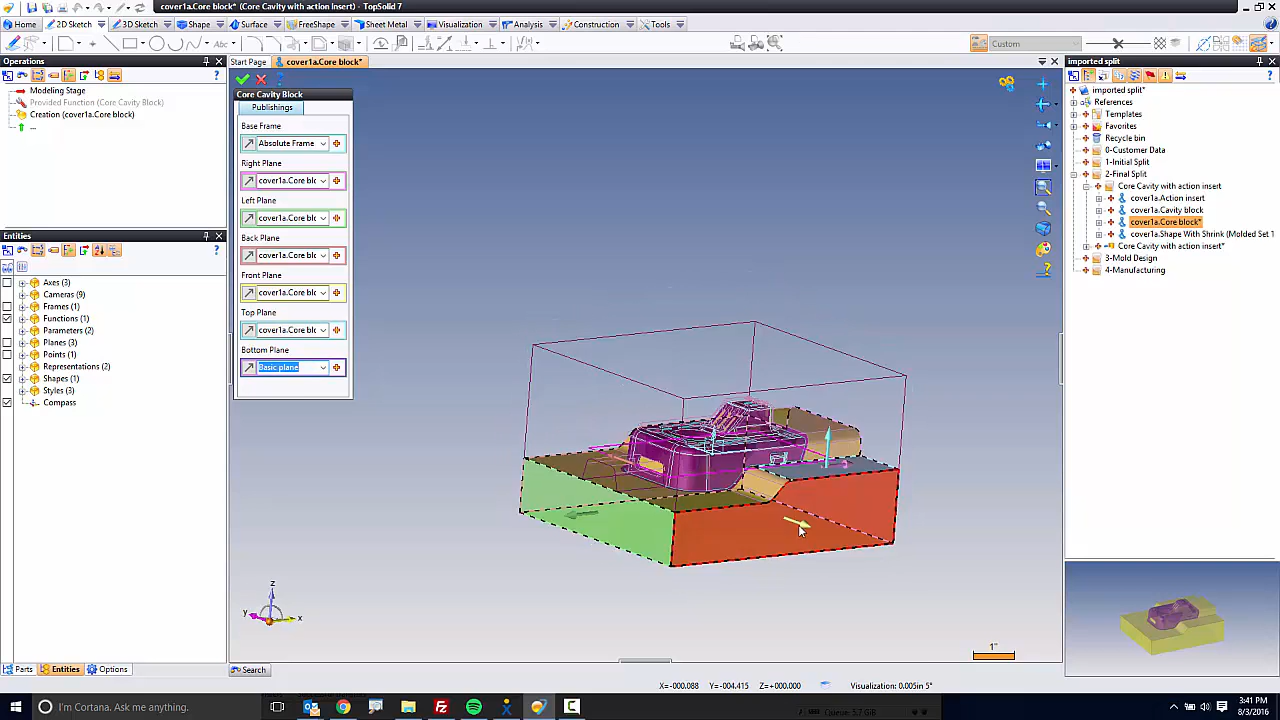 cover1a.Core block* (Core Cavity with action insert) - TopSolid 7
Home 2D Sketch 3D Sketch Shape Surface FreeShape Sheet Metal Visualization Analysis Construction Tools
Abc Custom
Operations
Modeling Stage
Provided Function (Core Cavity Block)
Creation (cover1a.Core block)
...
Entities
Axes (3)
Cameras (9)
Frames (1)
Functions (1)
Parameters (2)
Planes (3)
Points (1)
Representations (2)
Shapes (1)
Styles (3)
Compass
Parts Entities Options
Start Page cover1a.Core block*
Core Cavity Block
Publishings
Base Frame
Absolute Frame
Right Plane
cover1a.Core blc
Left Plane
cover1a.Core blc
Back Plane
cover1a.Core blc
Front Plane
cover1a.Core blc
Top Plane
cover1a.Core blc
Bottom Plane
Basic plane
z
y
x
1"
Search
X=-000.088 Y=-004.415 Z=+000.000 Visualization: 0.005in 5°
imported split
imported split*
References
Templates
Favorites
Recycle bin
0-Customer Data
1-Initial Split
2-Final Split
Core Cavity with action insert
cover1a.Action insert
cover1a.Cavity block
cover1a.Core block*
cover1a.Shape With Shrink (Molded Set 1
Core Cavity with action insert*
3-Mold Design
4-Manufacturing
I'm Cortana. Ask me anything.
3:41 PM
8/3/2016